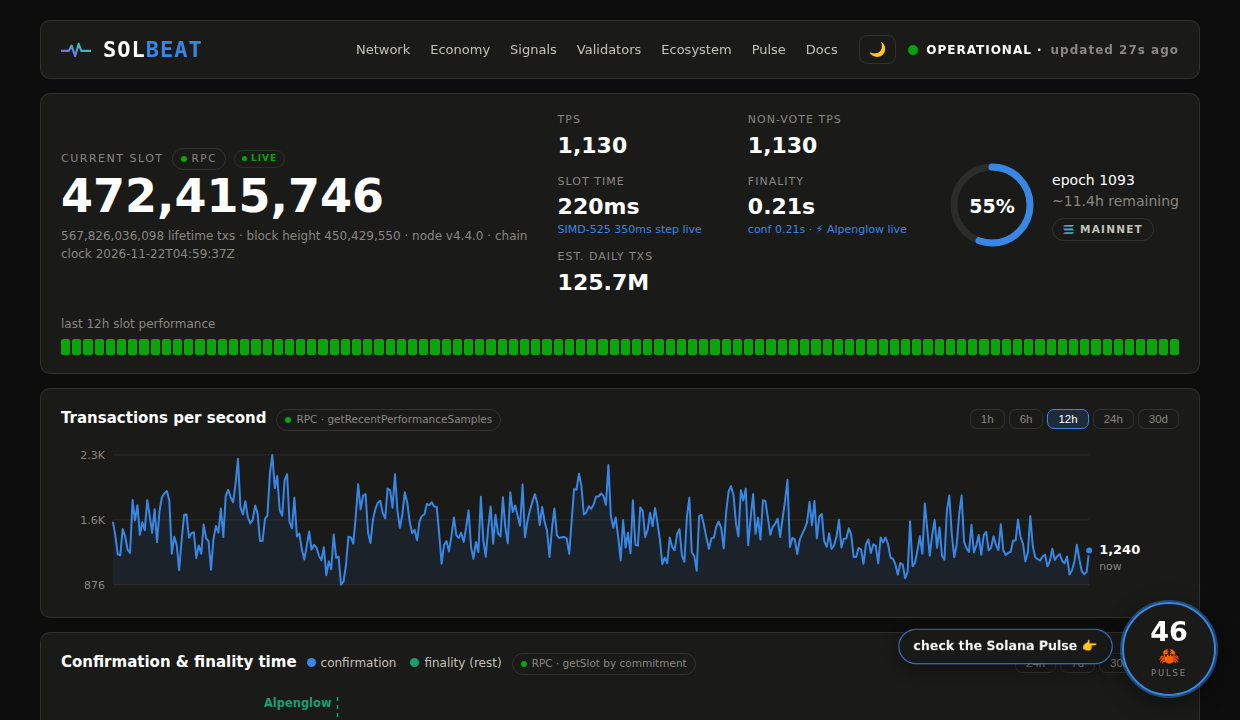 SOLBEAT
Network Economy Signals Validators Ecosystem Pulse Docs
OPERATIONAL · updated 27s ago
CURRENT SLOT RPC LIVE
472,415,746
567,826,036,098 lifetime txs · block height 450,429,550 · node v4.4.0 · chain
clock 2026-11-22T04:59:37Z
TPS
1,130
NON-VOTE TPS
1,130
SLOT TIME
220ms
SIMD-525 350ms step live
FINALITY
0.21s
conf 0.21s · ⚡ Alpenglow live
EST. DAILY TXS
125.7M
55%
epoch 1093
~11.4h remaining
MAINNET
last 12h slot performance
Transactions per second RPC · getRecentPerformanceSamples
1h 6h 12h 24h 30d
2.3K
1.6K
876
1,240
now
Confirmation & finality time confirmation finality (rest) RPC · getSlot by commitment
Alpenglow
check the Solana Pulse 👉
46
PULSE